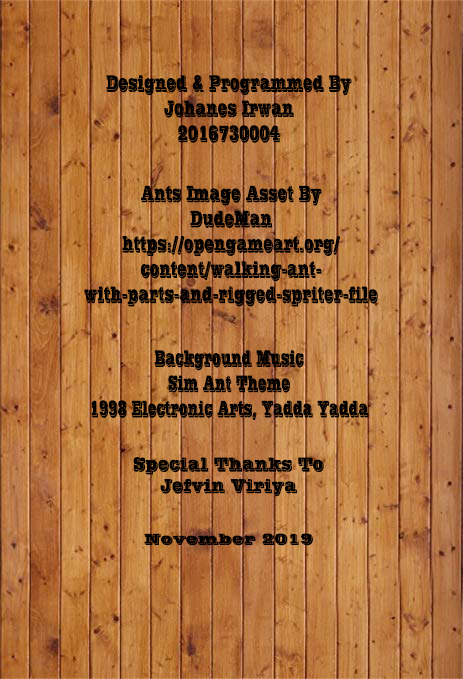 Designed & Programmed By
Johanes Irwan
2016730004
Ants Image Asset By
DudeMan
https://opengameart.org/
content/walking-ant-
with-parts-and-rigged-spriter-file
Background Music
Sim Ant Theme
1998 Electronic Arts, Yadda Yadda
Special Thanks To
Jefvin Viriya
November 2019